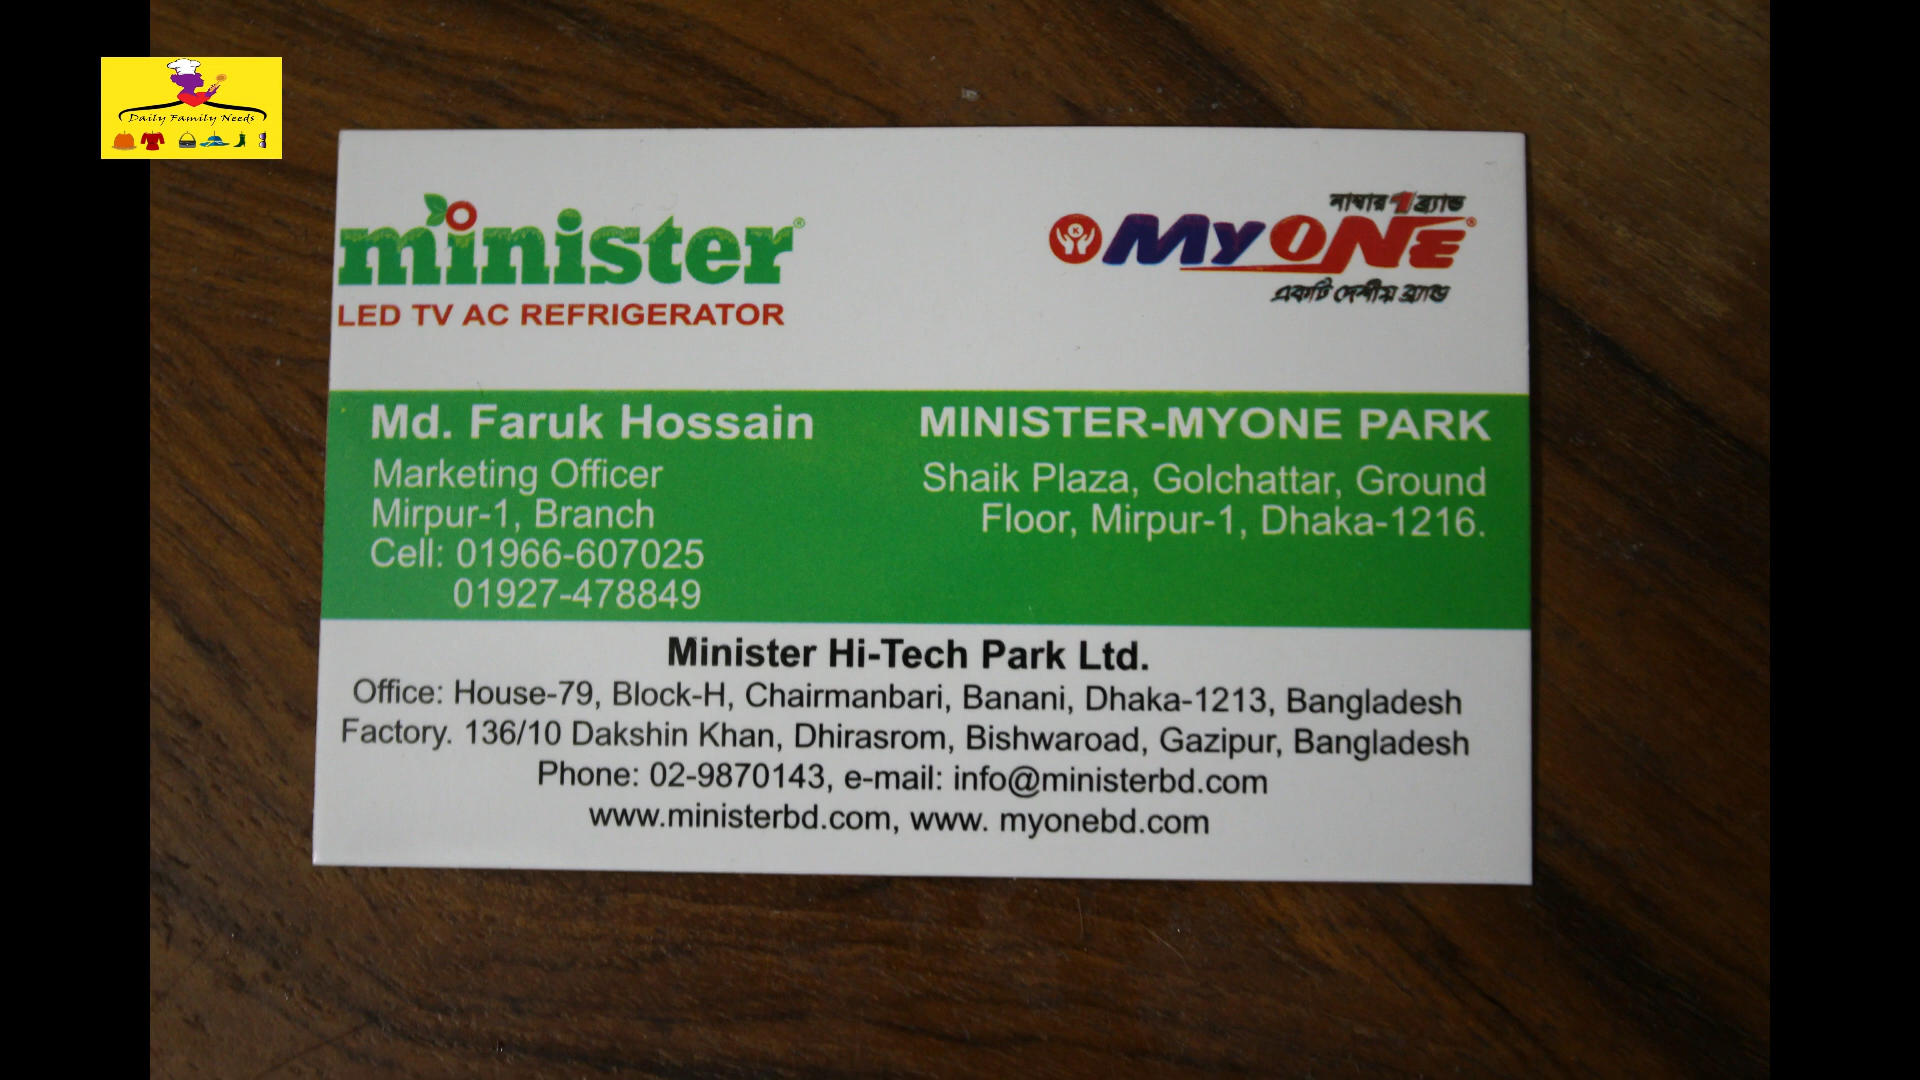 Daily Family Needs
minister®
LED TV AC REFRIGERATOR
নাম্বার 1 ব্র্যান্ড
K
MyONE®
একটি দেশীয় ব্র্যান্ড
Md. Faruk Hossain
Marketing Officer
Mirpur-1, Branch
Cell: 01966-607025
01927-478849
MINISTER-MYONE PARK
Shaik Plaza, Golchattar, Ground
Floor, Mirpur-1, Dhaka-1216.
Minister Hi-Tech Park Ltd.
Office: House-79, Block-H, Chairmanbari, Banani, Dhaka-1213, Bangladesh
Factory. 136/10 Dakshin Khan, Dhirasrom, Bishwaroad, Gazipur, Bangladesh
Phone: 02-9870143, e-mail: info@ministerbd.com
www.ministerbd.com, www. myonebd.com